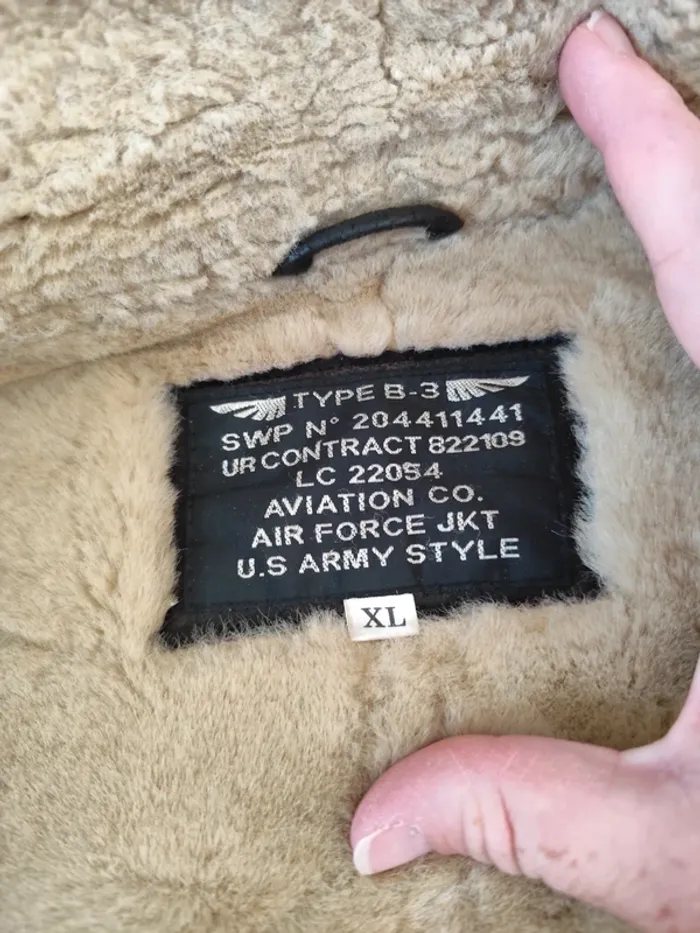 TYPE B-3
SWP N° 204411441
UR CONTRACT 822109
LC 22054
AVIATION CO.
AIR FORCE JKT
U.S ARMY STYLE
XL